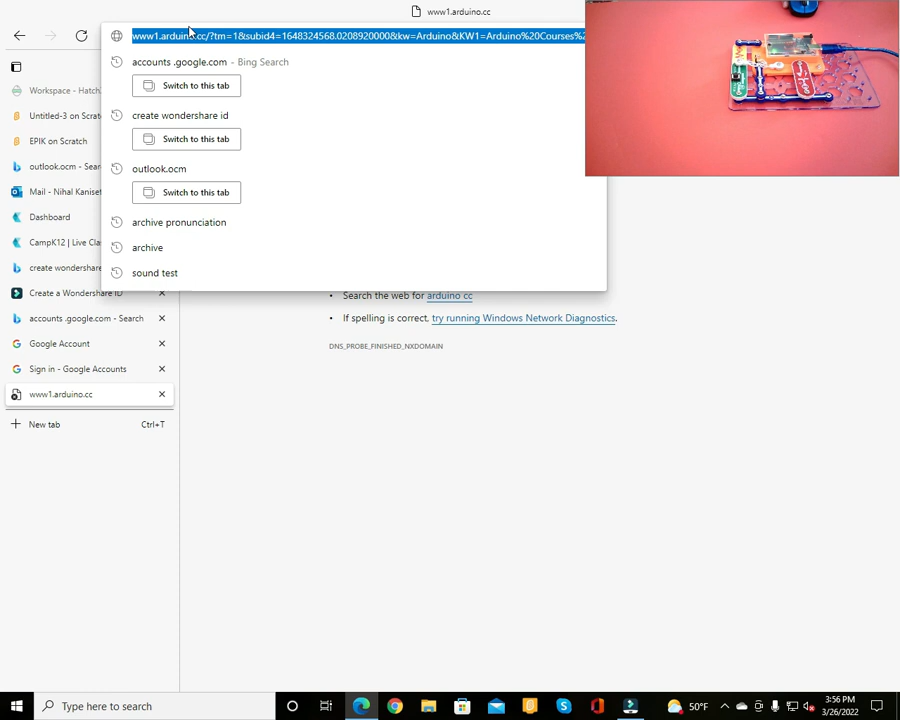 www1.arduino.cc
www1.arduino.cc/?tm=1&subid4=1648324568.0208920000&kw=Arduino&KW1=Arduino%20Courses%2
accounts .google.com - Bing Search
Switch to this tab
create wondershare id
Switch to this tab
outlook.ocm
Switch to this tab
archive pronunciation
archive
sound test
Workspace - Hatch
Untitled-3 on Scratc
EPIK on Scratch
outlook.ocm - Sear
Mail - Nihal Kaniset
Dashboard
CampK12 | Live Clas
create wondershare
Create a Wondershare ID
accounts .google.com - Search
Google Account
Sign in - Google Accounts
www1.arduino.cc
New tab Ctrl+T
• Search the web for arduino cc
• If spelling is correct, try running Windows Network Diagnostics.
DNS_PROBE_FINISHED_NXDOMAIN
Type here to search
50°F
3:56 PM
3/26/2022